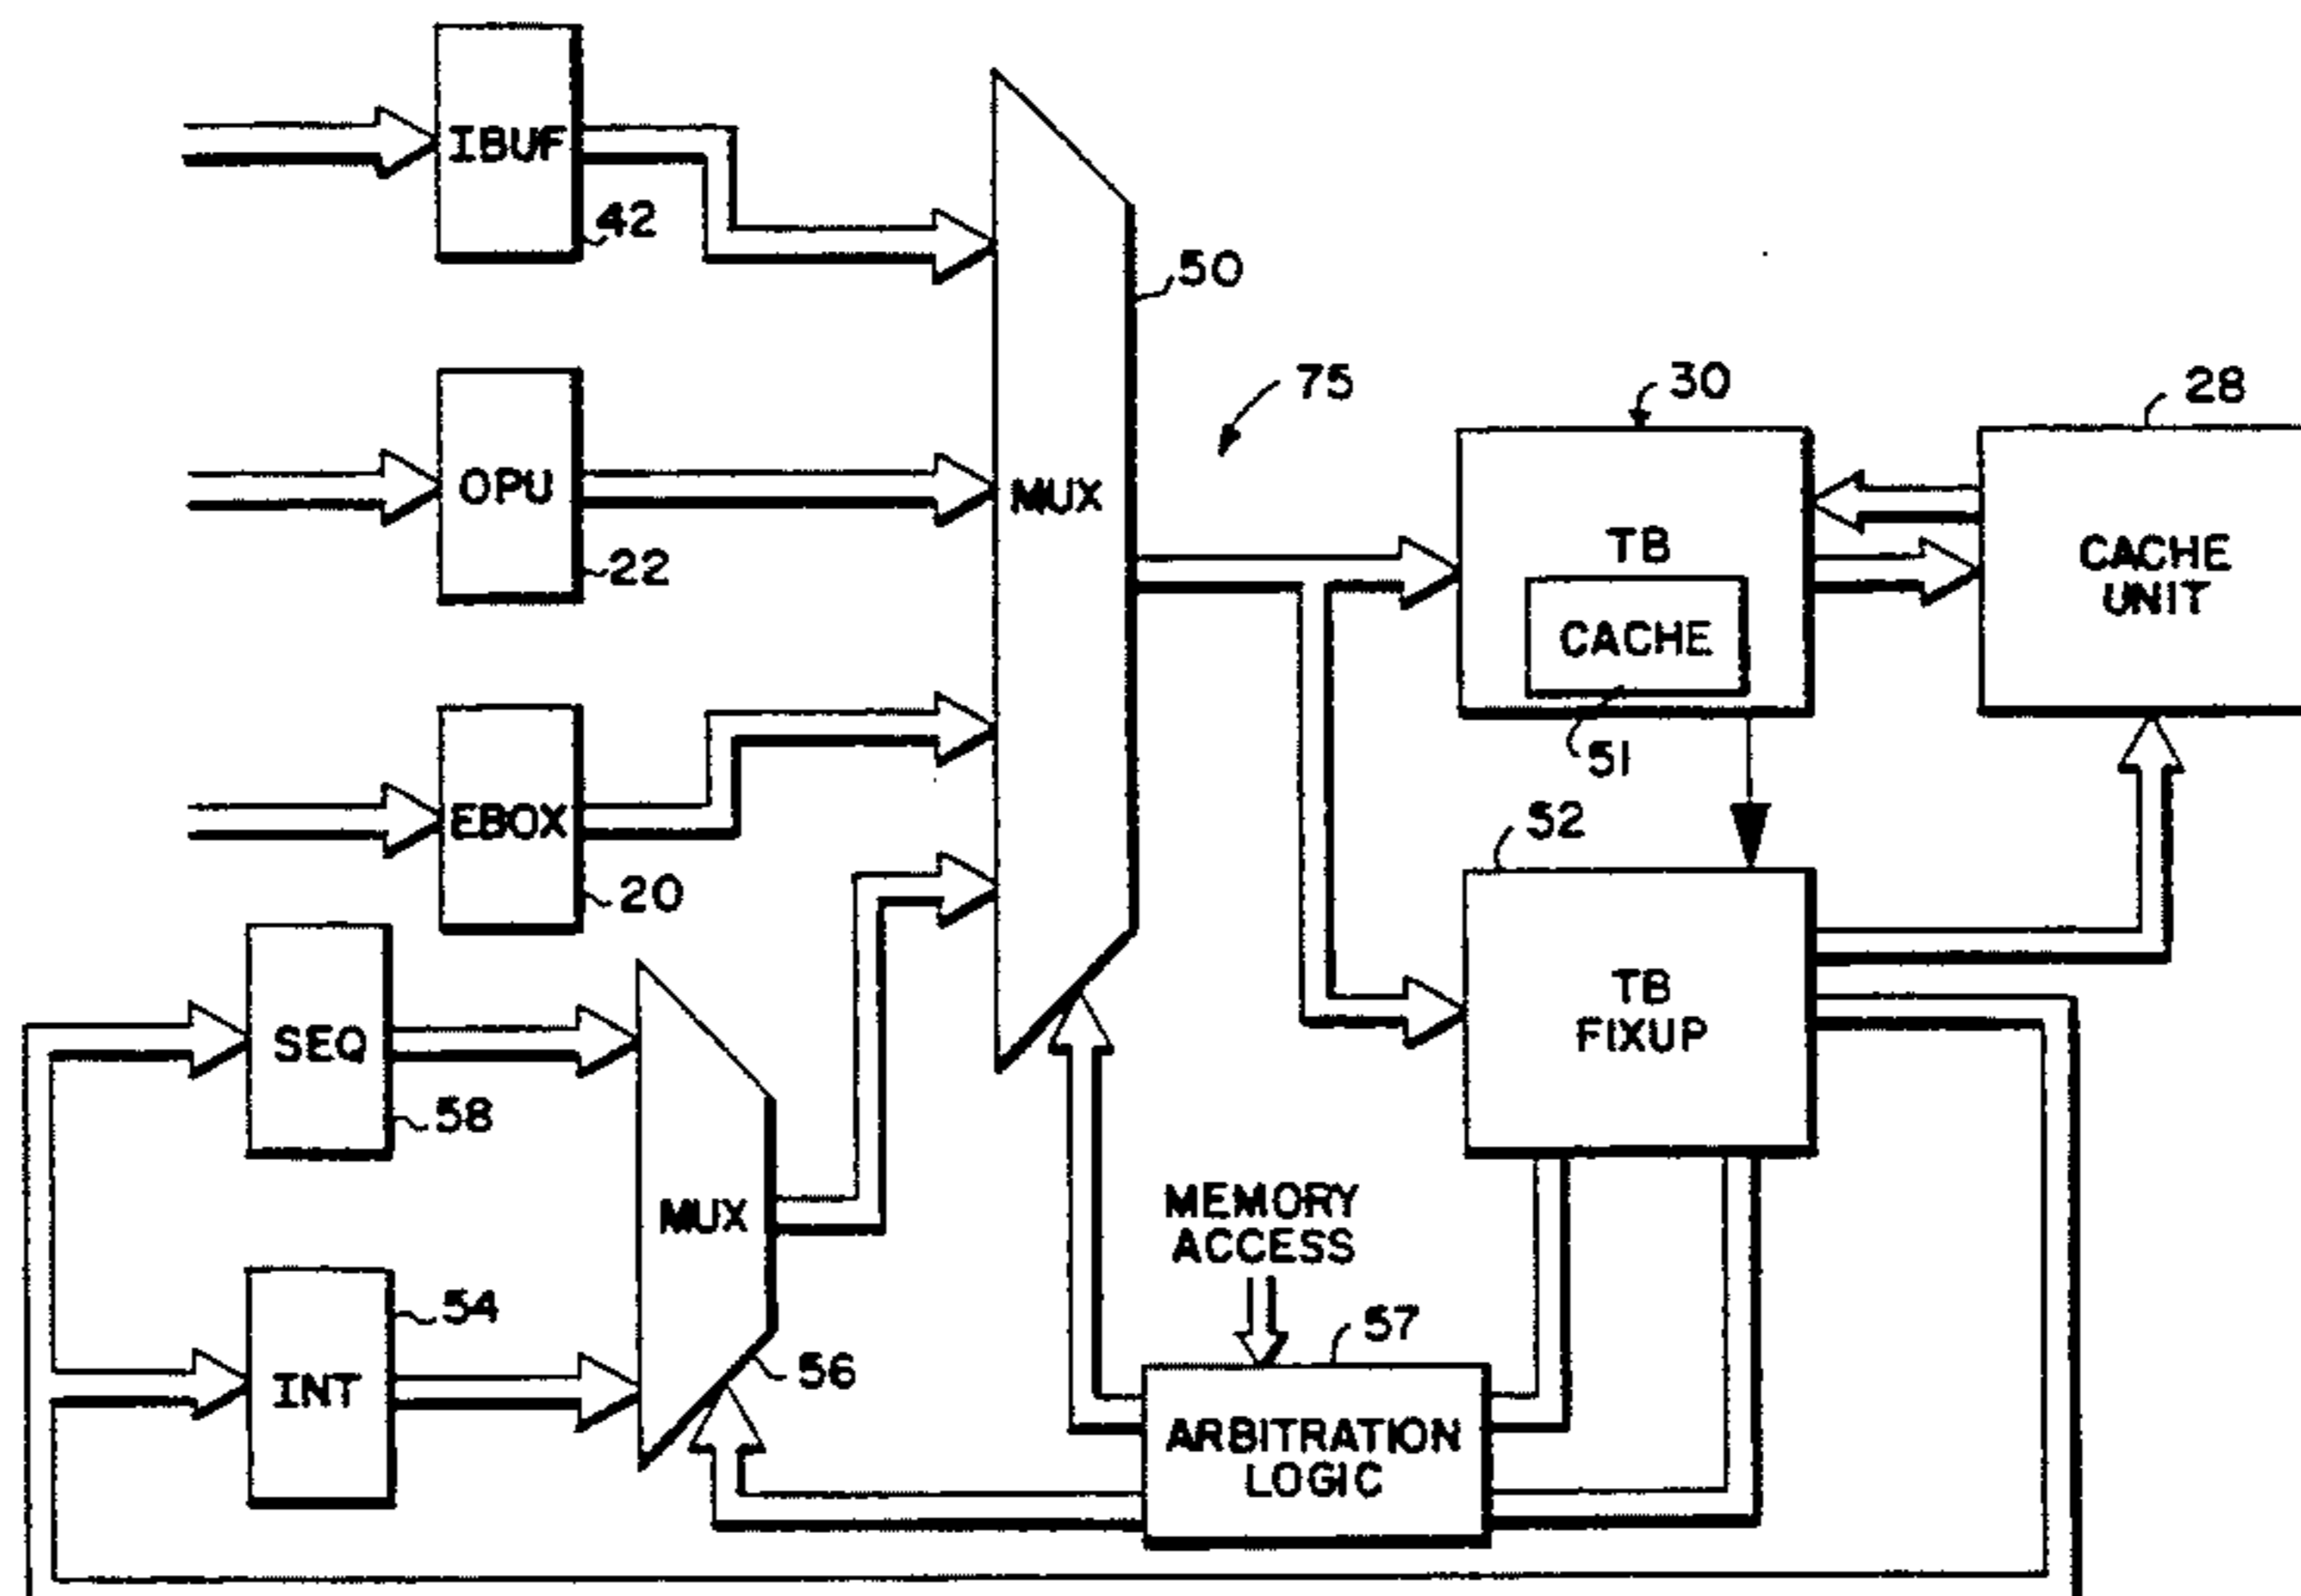 IBUF
42
50
75
30
28
OPU
22
MUX
TB
CACHE
51
CACHE
UNIT
EBOX
20
52
TB
FIXUP
SEQ
58
MUX
56
INT
54
MEMORY
ACCESS
57
ARBITRATION
LOGIC